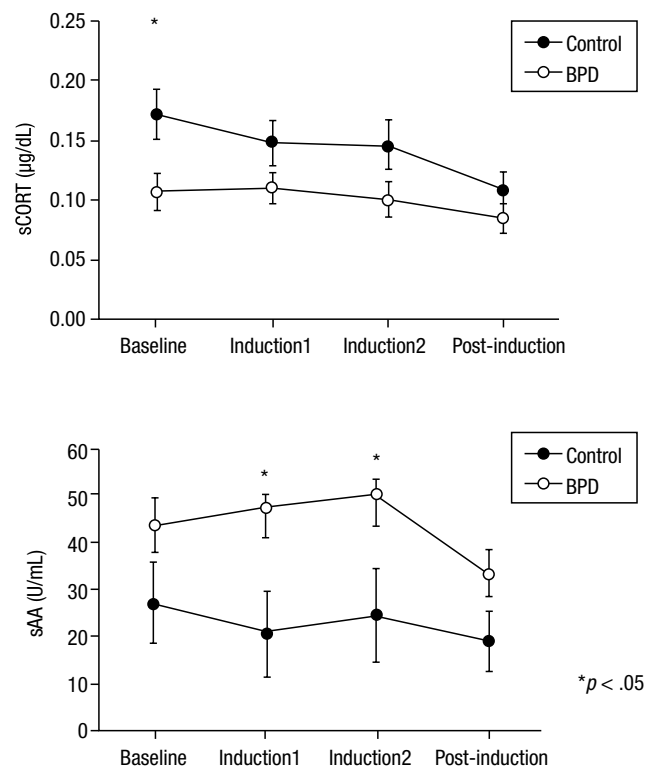 0.25
*
Control
BPD
0.20
0.15
0.10
0.05
0.00
sCORT (µg/dL)
Baseline Induction1 Induction2 Post-induction
60
*
*
Control
BPD
50
40
30
20
10
0
sAA (U/mL)
*p < .05
Baseline Induction1 Induction2 Post-induction